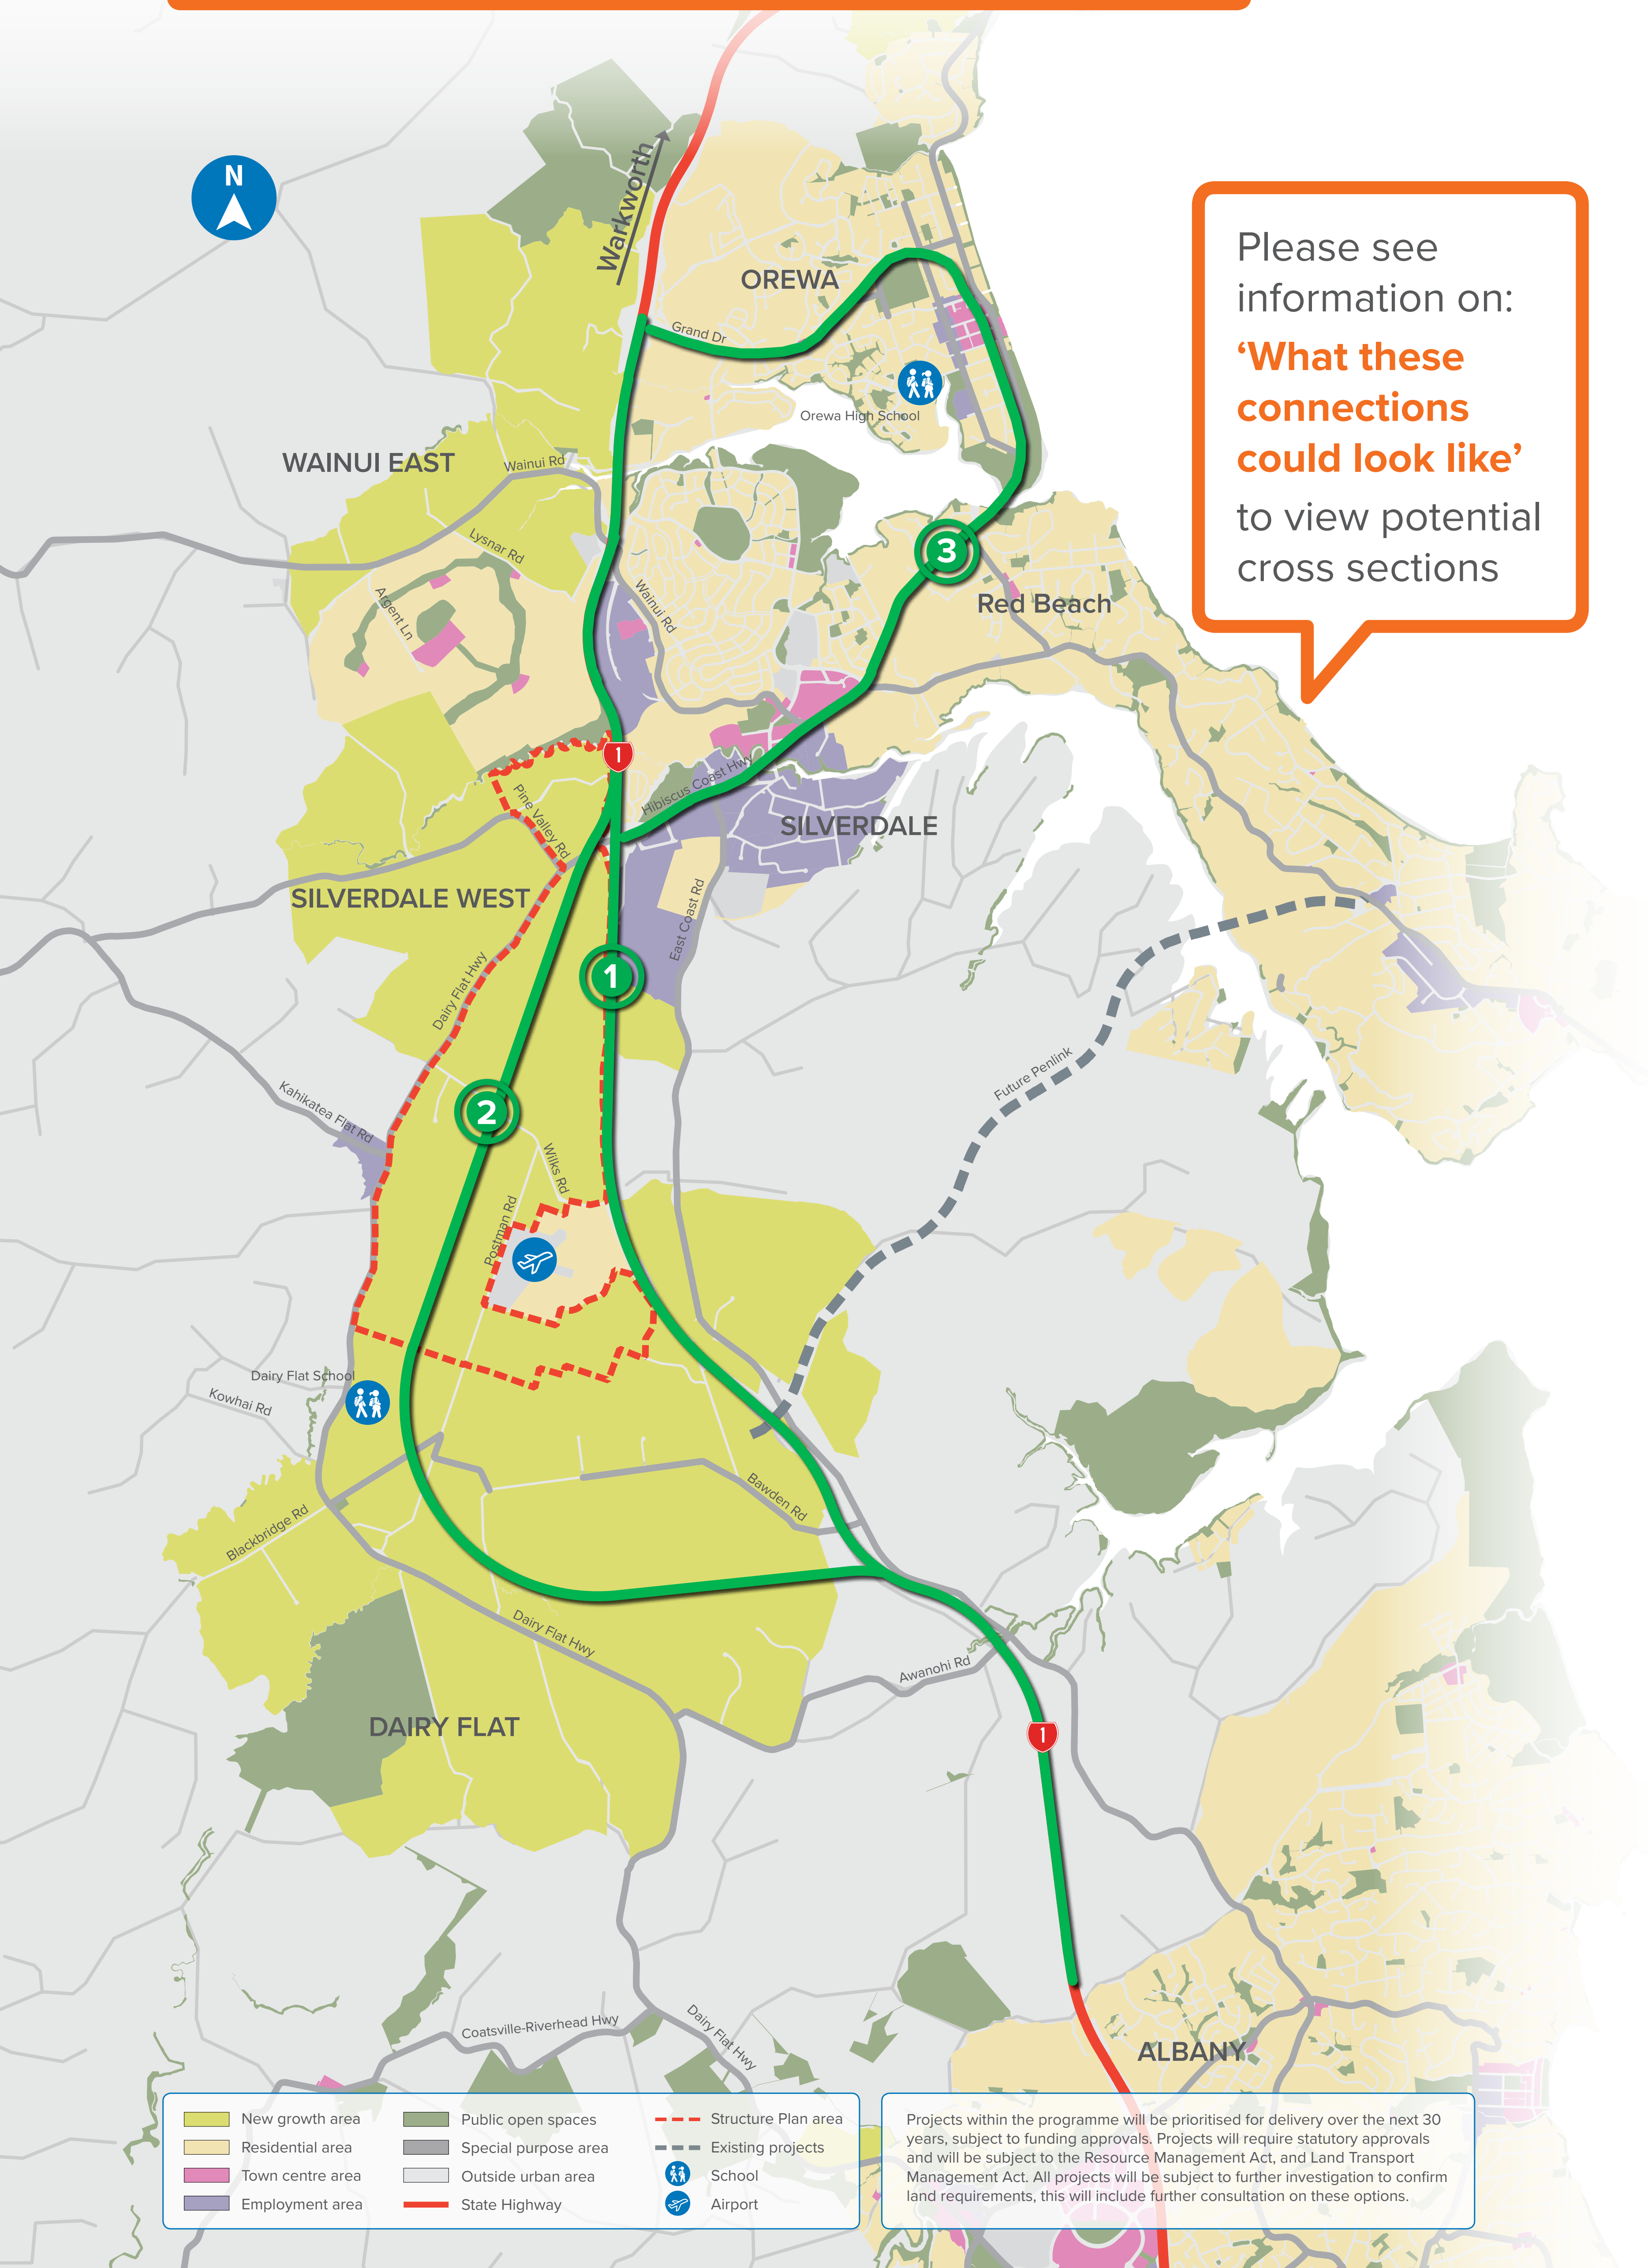 N
Warkworth
OREWA
Grand Dr
Orewa High School
Please see
information on:
‘What these
connections
could look like’
to view potential
cross sections
WAINUI EAST
Wainui Rd
Lysnar Rd
Argent Ln
Wainui Rd
3
Red Beach
1
Hibiscus Coast Hwy
Pine Valley Rd
SILVERDALE
SILVERDALE WEST
East Coast Rd
1
Dairy Flat Hwy
2
Kahikatea Flat Rd
Future Penlink
Wilks Rd
Postman Rd
Dairy Flat School
Kowhai Rd
Bawden Rd
Blackbridge Rd
Dairy Flat Hwy
Awanohi Rd
DAIRY FLAT
1
Coatsville-Riverhead Hwy
Dairy Flat Hwy
ALBANY
New growth area
Residential area
Town centre area
Employment area
Public open spaces
Special purpose area
Outside urban area
State Highway
Structure Plan area
Existing projects
School
Airport
Projects within the programme will be prioritised for delivery over the next 30
years, subject to funding approvals. Projects will require statutory approvals
and will be subject to the Resource Management Act, and Land Transport
Management Act. All projects will be subject to further investigation to confirm
land requirements, this will include further consultation on these options.